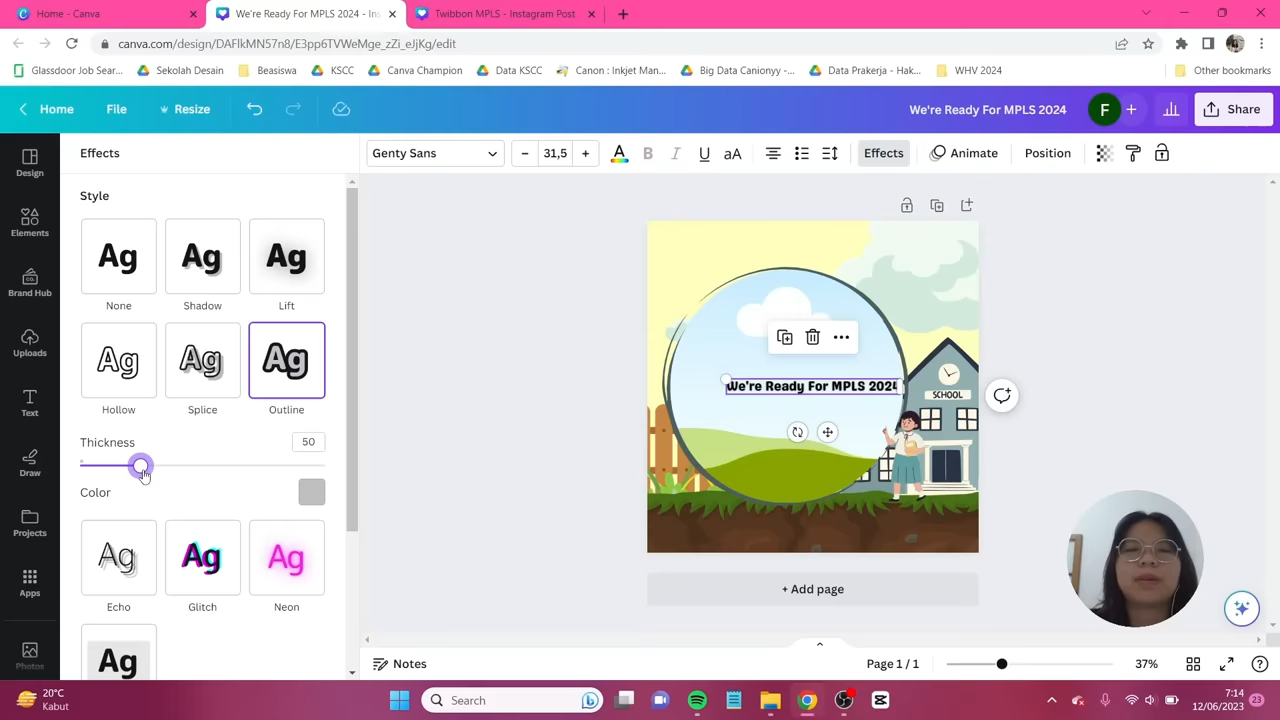 Home - Canva
We're Ready For MPLS 2024 - Ins
Twibbon MPLS - Instagram Post
canva.com/design/DAFlkMN57n8/E3pp6TVWeMge_zZi_eJjKg/edit
Glassdoor Job Sear...
Sekolah Desain
Beasiswa
KSCC
Canva Champion
Data KSCC
Canon : Inkjet Man...
Big Data Canionyy -...
Data Prakerja - Hak...
WHV 2024
Other bookmarks
Home
File
Resize
We're Ready For MPLS 2024
F
Share
Effects
Genty Sans
31,5
A
B
I
U
aA
Effects
Animate
Position
Design
Elements
Brand Hub
Uploads
Text
Draw
Projects
Apps
Photos
Style
Ag
Ag
Ag
None
Shadow
Lift
Ag
Ag
Ag
Hollow
Splice
Outline
Thickness
50
Color
Ag
Ag
Ag
Echo
Glitch
Neon
Ag
We're Ready For MPLS 2024
SCHOOL
+ Add page
Notes
Page 1 / 1
37%
20°C
Kabut
Search
7:14
12/06/2023
23